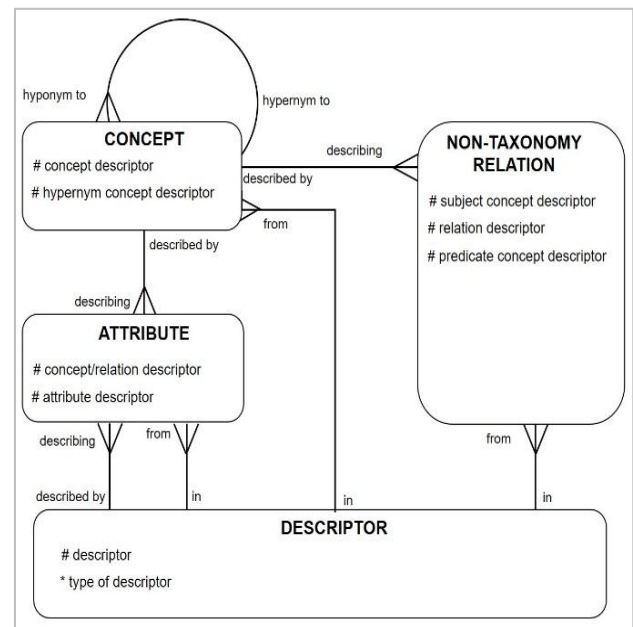 hyponym to
hypernym to
CONCEPT
# concept descriptor
# hypernym concept descriptor
describing
described by
from
NON-TAXONOMY
RELATION
# subject concept descriptor
# relation descriptor
# predicate concept descriptor
described by
describing
ATTRIBUTE
# concept/relation descriptor
# attribute descriptor
describing
from
from
described by
in
in
in
DESCRIPTOR
# descriptor
* type of descriptor